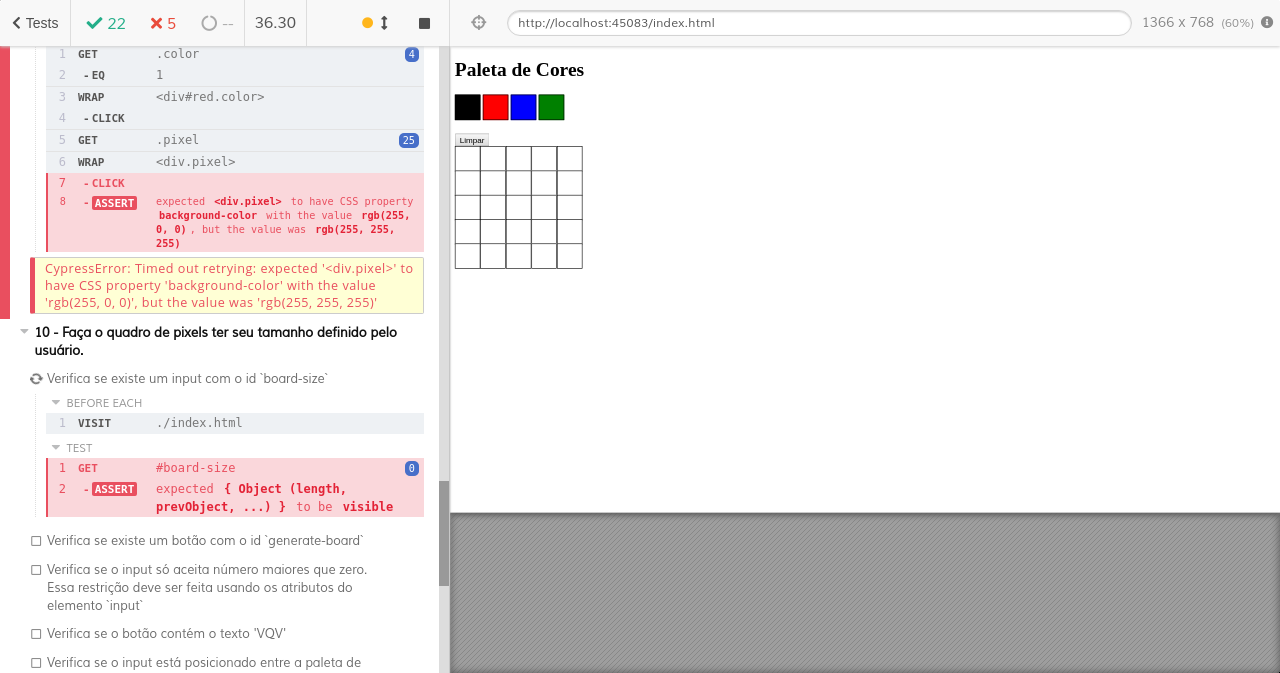 Tests
22
5
--
36.30
http://localhost:45083/index.html
1366 x 768 (60%)
1 GET .color 4
2 - EQ 1
3 WRAP <div#red.color>
4 - CLICK
5 GET .pixel 25
6 WRAP <div.pixel>
7 - CLICK
8 - ASSERT expected <div.pixel> to have CSS property
background-color with the value rgb(255,
0, 0), but the value was rgb(255, 255,
255)
CypressError: Timed out retrying: expected '<div.pixel>' to
have CSS property 'background-color' with the value
'rgb(255, 0, 0)', but the value was 'rgb(255, 255, 255)'
10 - Faça o quadro de pixels ter seu tamanho definido pelo
usuário.
Verifica se existe um input com o id `board-size`
BEFORE EACH
1 VISIT ./index.html
TEST
1 GET #board-size 0
2 - ASSERT expected { Object (length,
prevObject, ...) } to be visible
Verifica se existe um botão com o id `generate-board`
Verifica se o input só aceita número maiores que zero.
Essa restrição deve ser feita usando os atributos do
elemento `input`
Verifica se o botão contém o texto 'VQV'
Verifica se o input está posicionado entre a paleta de
Paleta de Cores
Limpar